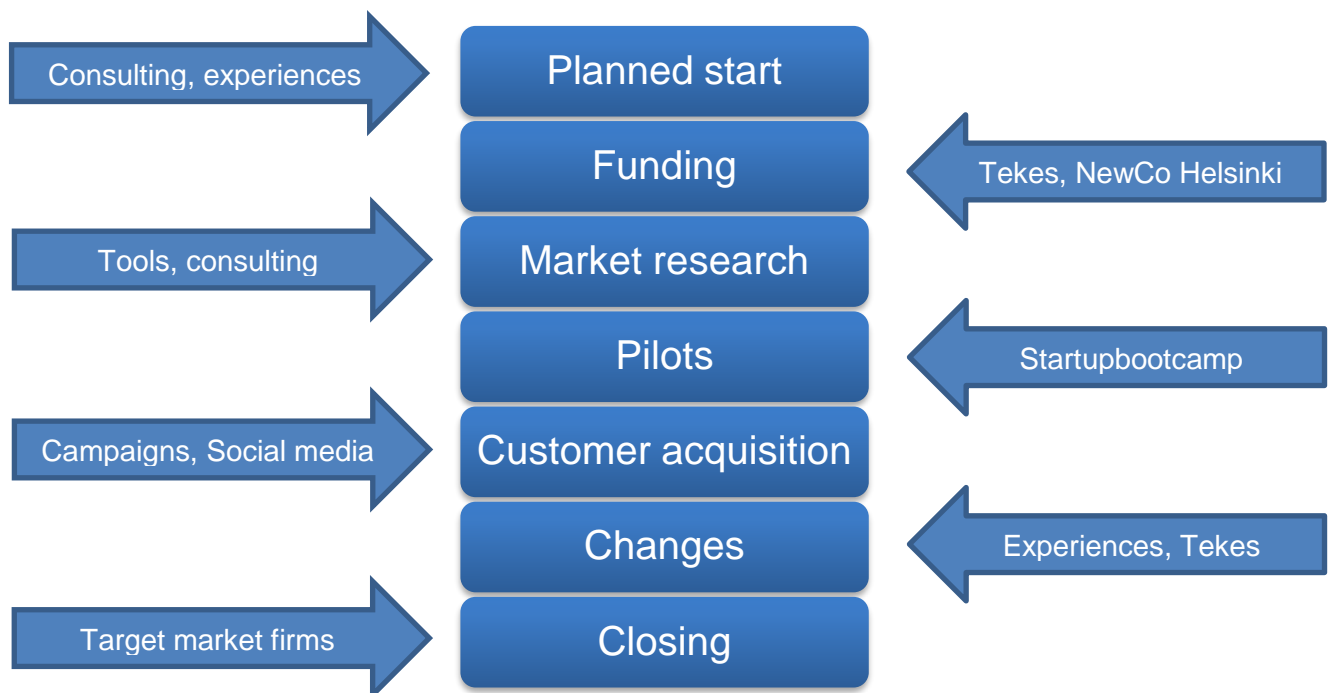 Consulting, experiences
Planned start
Funding
Tekes, NewCo Helsinki
Tools, consulting
Market research
Pilots
Startupbootcamp
Campaigns, Social media
Customer acquisition
Changes
Experiences, Tekes
Target market firms
Closing